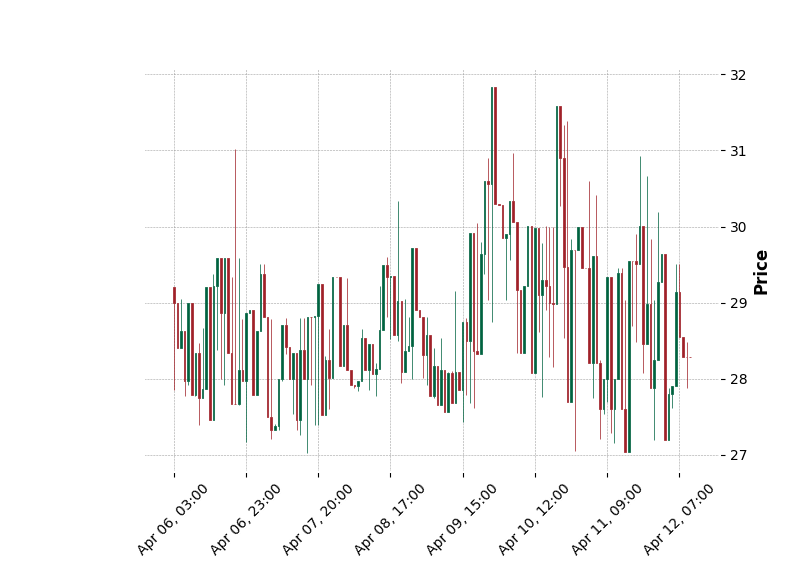 32
31
30
29
28
27
Price
Apr 06, 03:00
Apr 06, 23:00
Apr 07, 20:00
Apr 08, 17:00
Apr 09, 15:00
Apr 10, 12:00
Apr 11, 09:00
Apr 12, 07:00